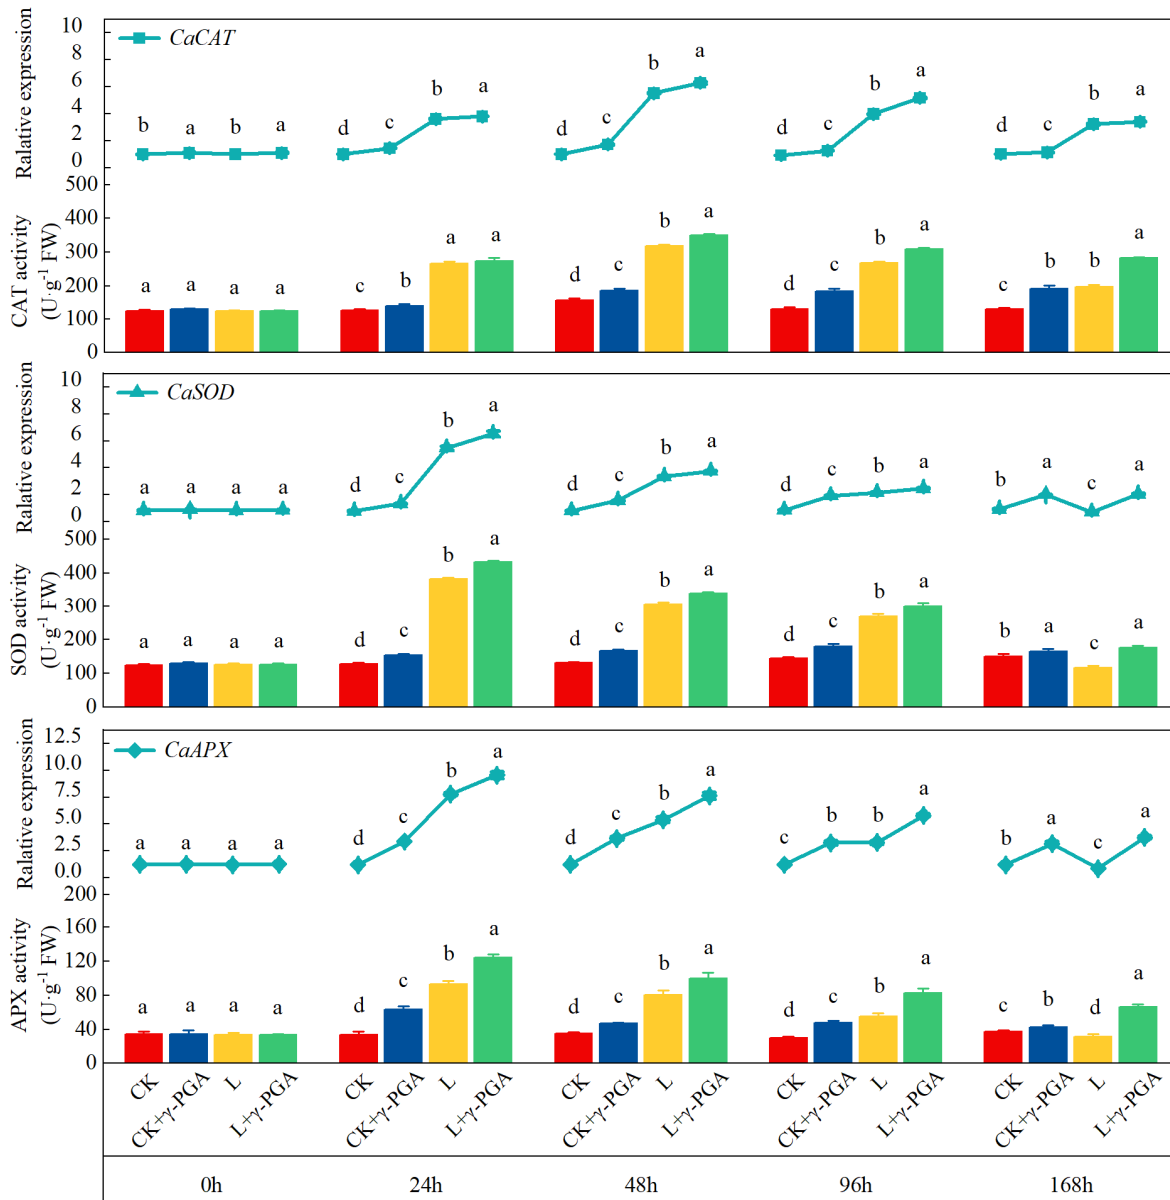 Ralative expression
10
8
6
4
2
0
CaCAT
b a b a
d c b a
d c b a
d c b a
d c b a
CAT activity
(U·g-1 FW)
500
400
300
200
100
0
a a a a
c b a a
d c b a
d c b a
c b b a
Ralative expression
10
8
6
4
2
0
CaSOD
a a a a
d c b a
d c b a
d c b a
b a c a
SOD activity
(U·g-1 FW)
500
400
300
200
100
0
a a a a
d c b a
d c b a
d c b a
b a c a
Ralative expression
12.5
10.0
7.5
5.0
2.5
0.0
CaAPX
a a a a
d c b a
d c b a
c b b a
b a c a
APX activity
(U·g-1 FW)
200
160
120
80
40
0
a a a a
d c b a
d c b a
d c b a
c b d a
CK CK+γ-PGA L L+γ-PGA
CK CK+γ-PGA L L+γ-PGA
CK CK+γ-PGA L L+γ-PGA
CK CK+γ-PGA L L+γ-PGA
CK CK+γ-PGA L L+γ-PGA
0h 24h 48h 96h 168h